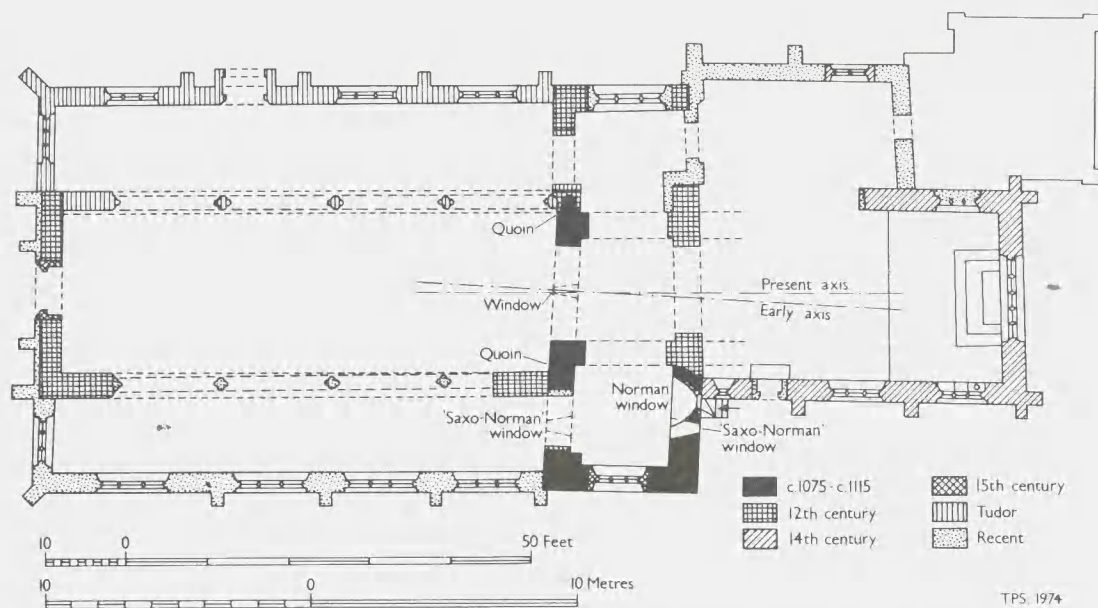 Quoin
Window
Present axis
Early axis
Quoin
Norman
window
'Saxo-Norman'
window
'Saxo-Norman'
window
c.1075-c.1115
12th century
14th century
15th century
Tudor
Recent
10 0 50 Feet
10 0 10 Metres
TPS. 1974